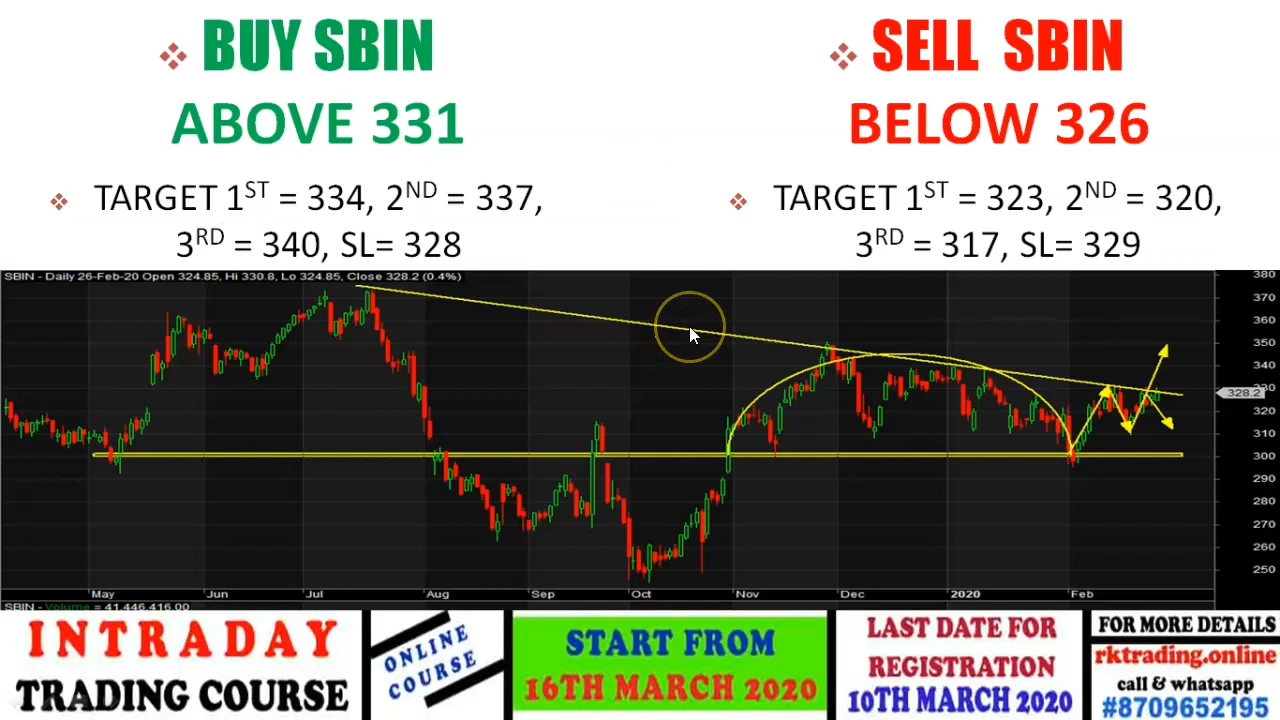 ❖ BUY SBIN
ABOVE 331
❖ TARGET 1ST = 334, 2ND = 337,
3RD = 340, SL= 328
❖ SELL SBIN
BELOW 326
❖ TARGET 1ST = 323, 2ND = 320,
3RD = 317, SL= 329
SBIN - Daily 26-Feb-20 Open 324.85, Hi 330.8, Lo 324.85, Close 328.2 (0.4%)
380
370
360
350
340
330
328.2
320
310
300
290
280
270
260
250
May Jun Jul Aug Sep Oct Nov Dec 2020 Feb
SBIN - Volume = 41,446,416.00
INTRADAY
TRADING COURSE
ONLINE
COURSE
START FROM
16TH MARCH 2020
LAST DATE FOR
REGISTRATION
10TH MARCH 2020
FOR MORE DETAILS
rktrading.online
call & whatsapp
#8709652195